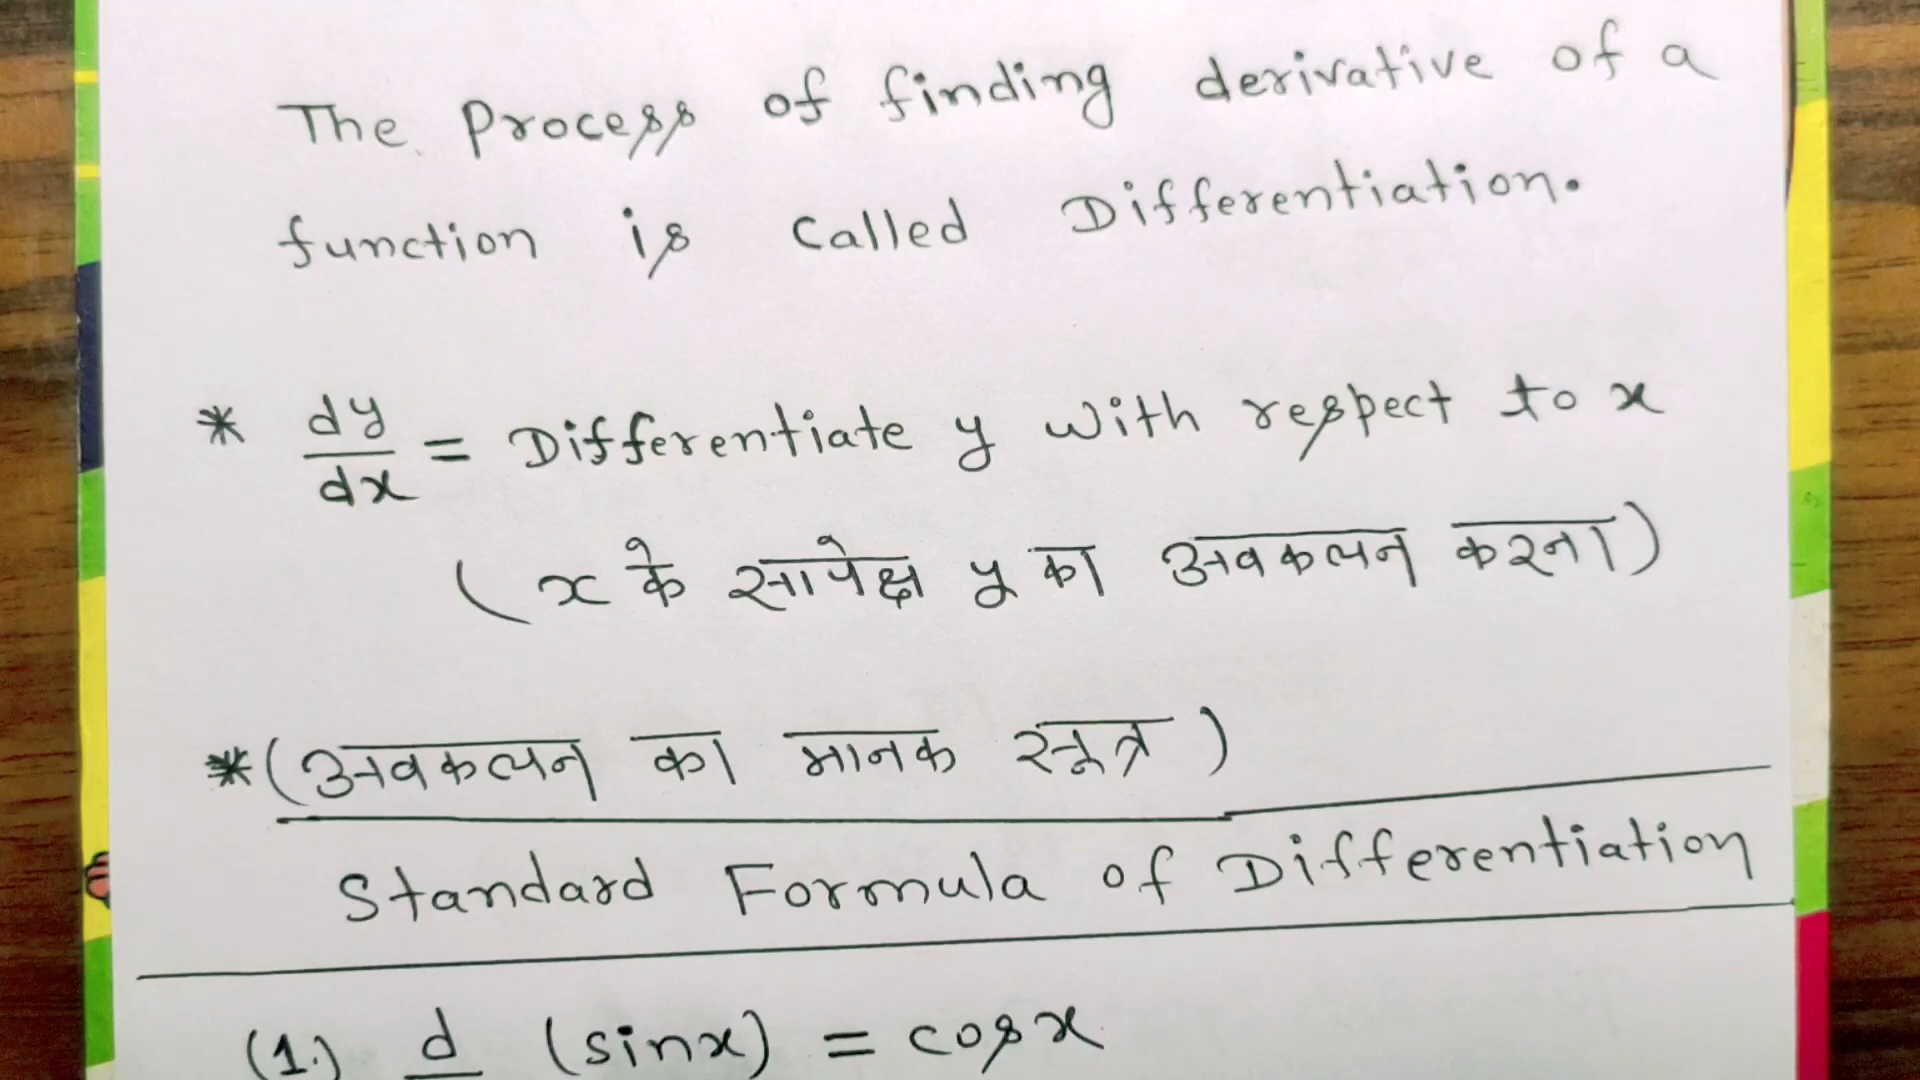 The Process of finding derivative of a
function is Called Differentiation.
* dy/dx = Differentiate y with respect to x
(x के सापेक्ष y का अवकलन करना)
*(अवकलन का मानक सूत्र)
Standard Formula of Differentiation
(1.) d (sinx) = cosx